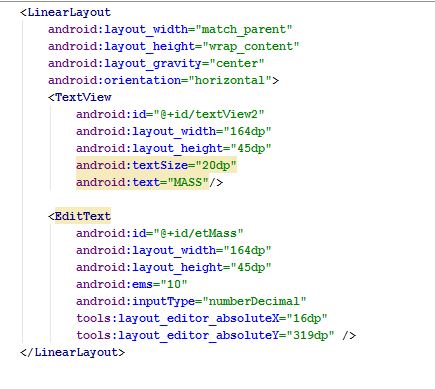 <LinearLayout
android:layout_width="match_parent"
android:layout_height="wrap_content"
android:layout_gravity="center"
android:orientation="horizontal">
<TextView
android:id="@+id/textView2"
android:layout_width="164dp"
android:layout_height="45dp"
android:textSize="20dp"
android:text="MASS"/>
<EditText
android:id="@+id/etMass"
android:layout_width="164dp"
android:layout_height="45dp"
android:ems="10"
android:inputType="numberDecimal"
tools:layout_editor_absoluteX="16dp"
tools:layout_editor_absoluteY="319dp" />
</LinearLayout>